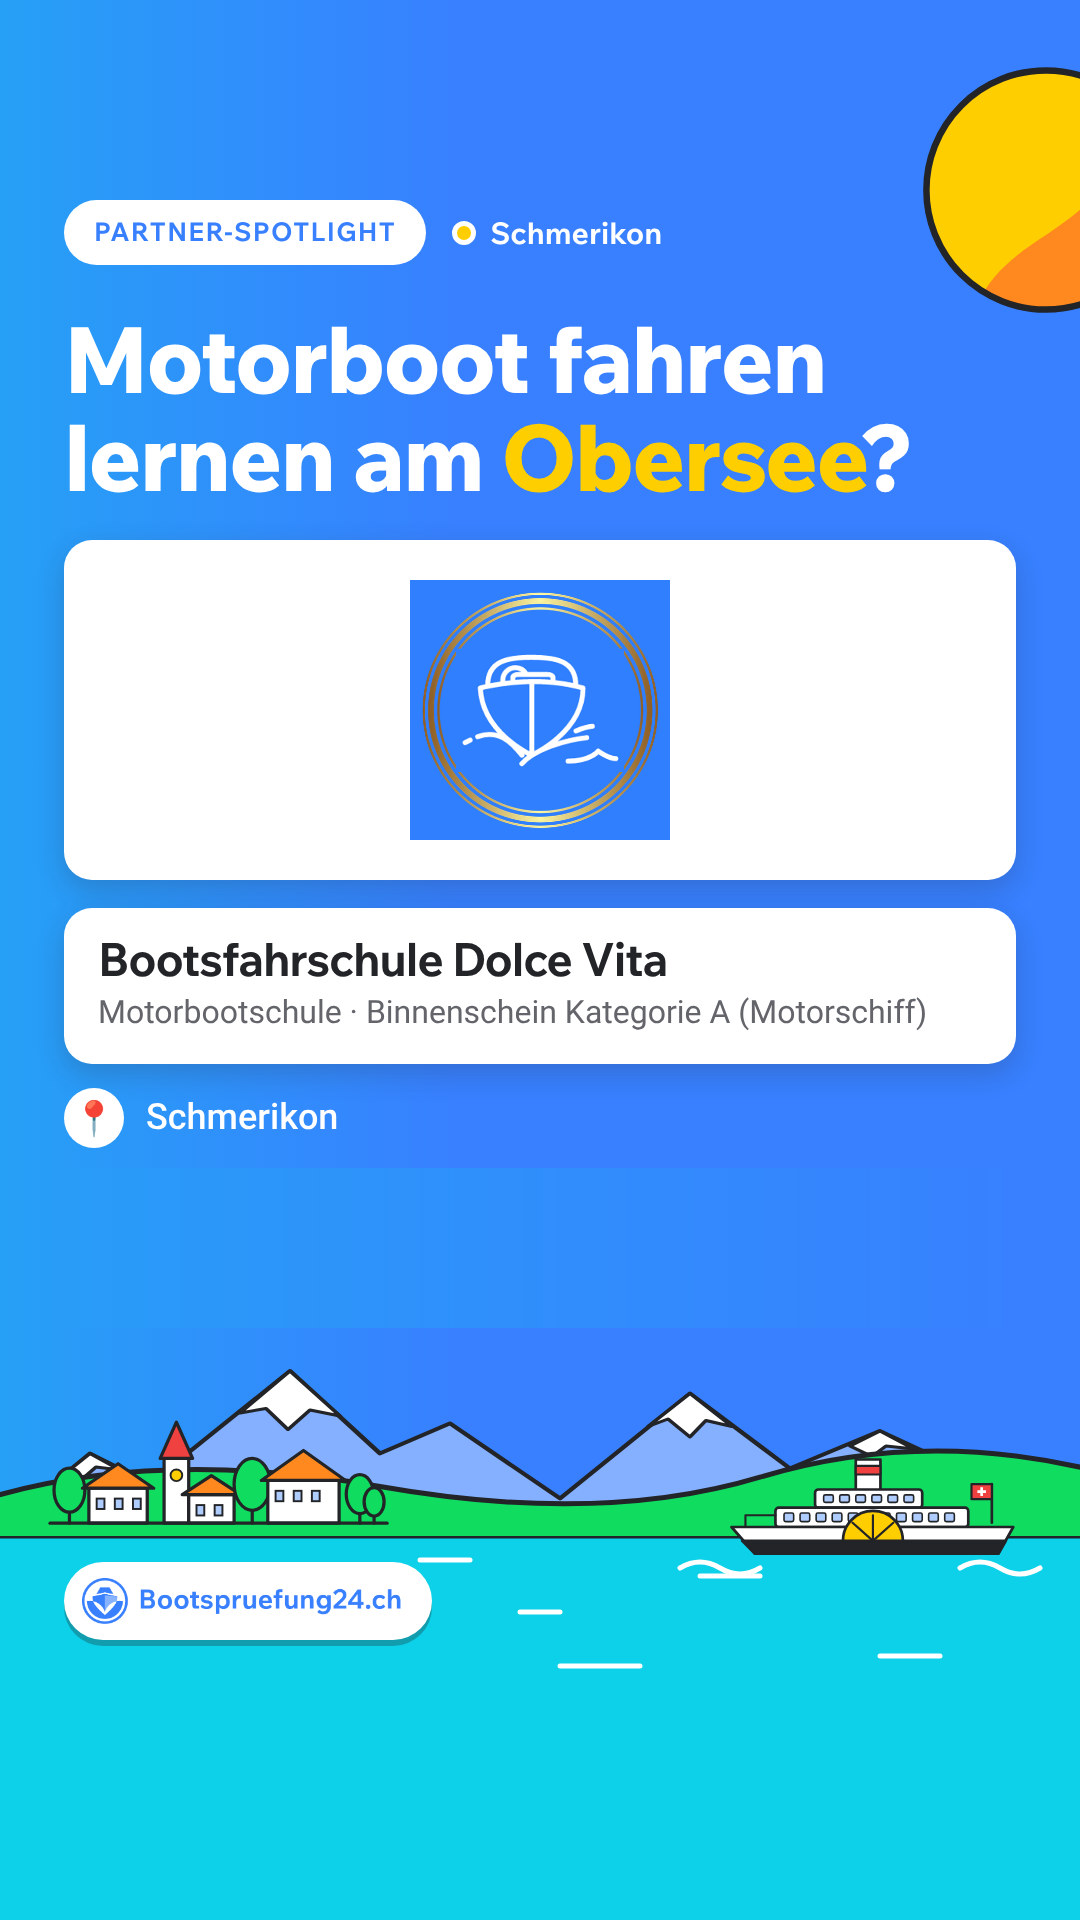 PARTNER-SPOTLIGHT
Schmerikon
Motorboot fahren
lernen am Obersee?
Bootsfahrschule Dolce Vita
Motorbootschule · Binnenschein Kategorie A (Motorschiff)
Schmerikon
Bootspruefung24.ch